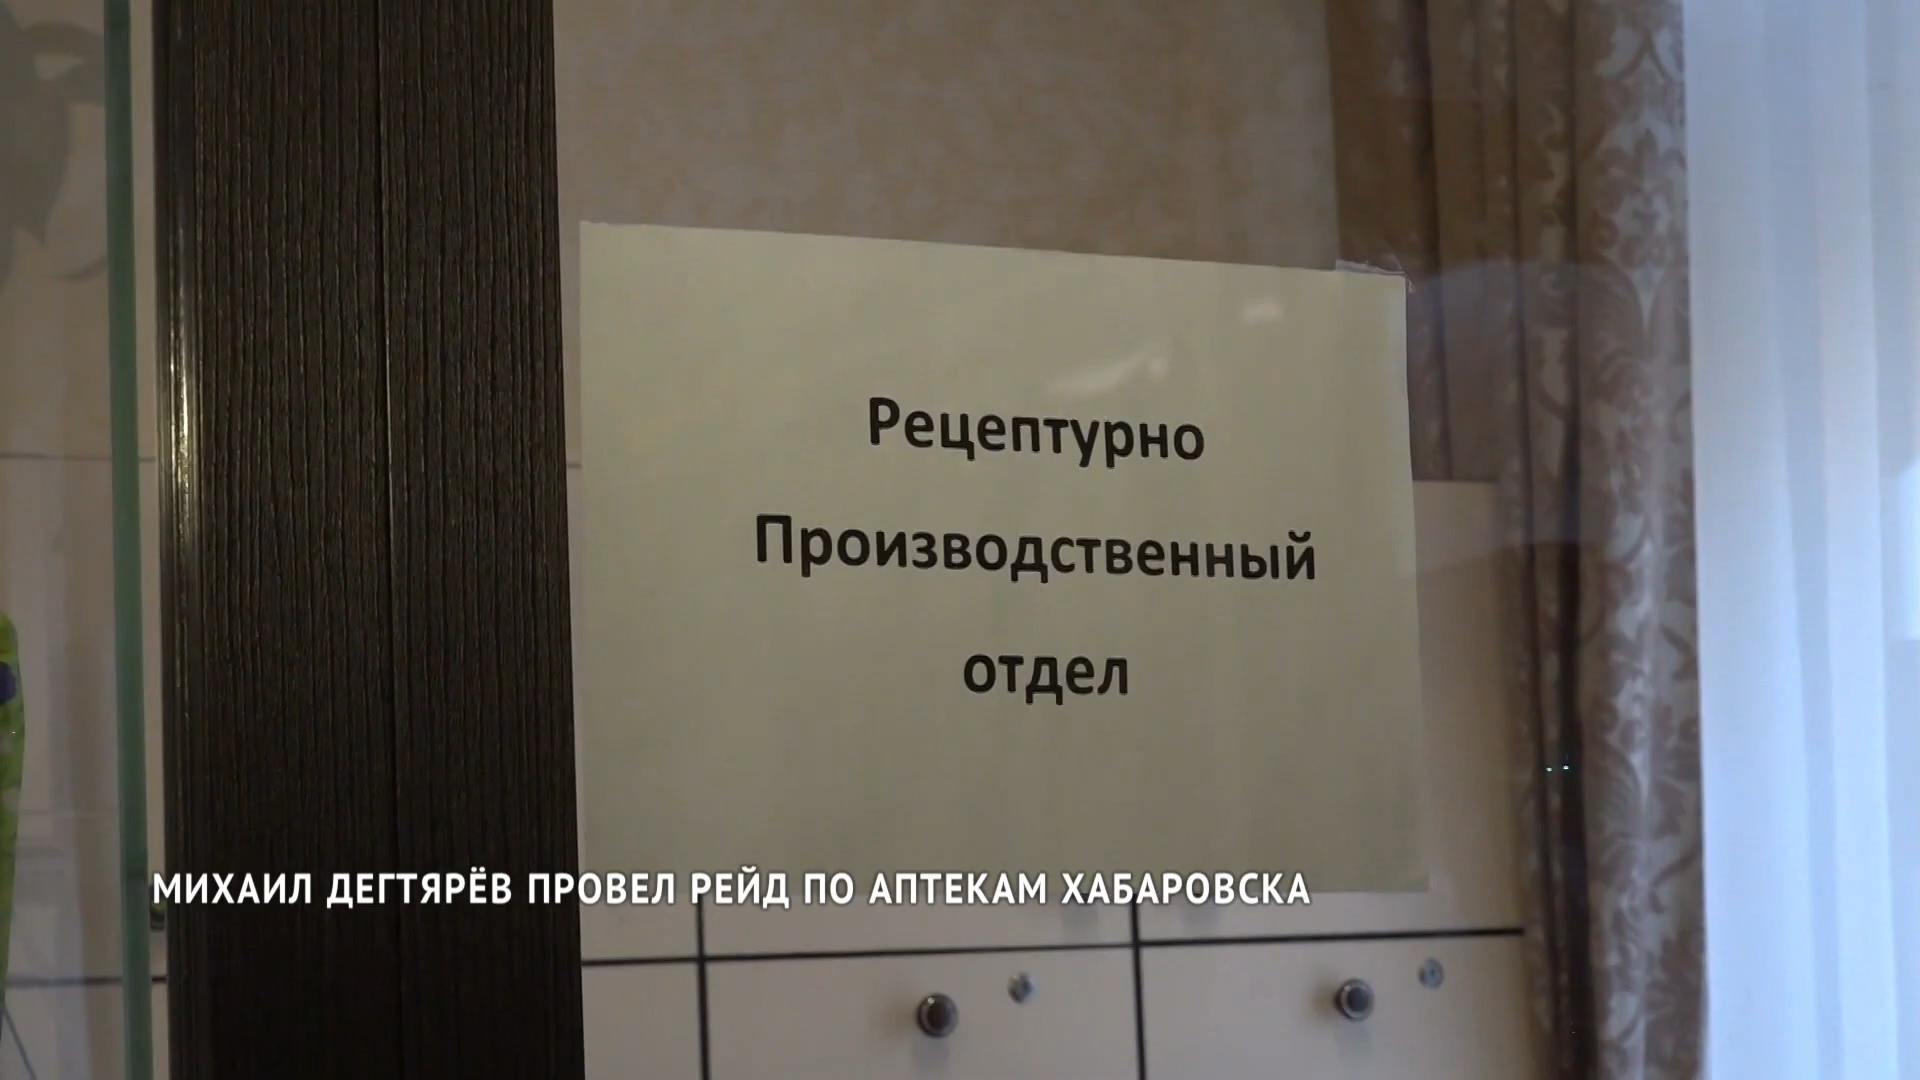 Рецептурно
Производственный
отдел
МИХАИЛ ДЕГТЯРЁВ ПРОВЕЛ РЕЙД ПО АПТЕКАМ ХАБАРОВСКА